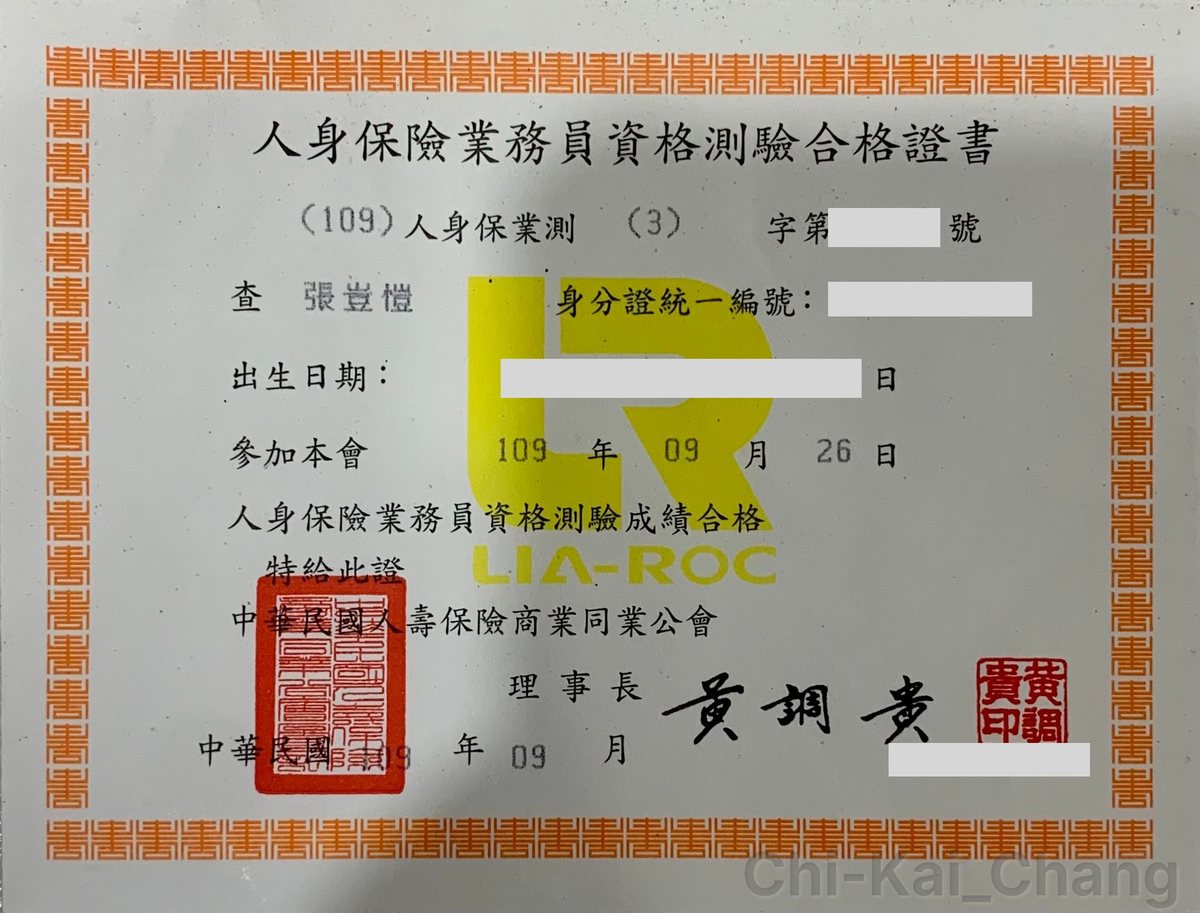 人身保險業務員資格測驗合格證書
(109)人身保業測 (3) 字第 號
查 張豈愷 身分證統一編號：
出生日期： 日
參加本會 109 年 09 月 26 日
人身保險業務員資格測驗成績合格
特給此證
LIA-ROC
中華民國人壽保險商業同業公會
理事長 黃調貴
黃調貴印
中華民國 109 年 09 月
Chi-Kai_Chang